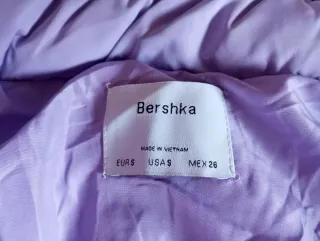 Bershka
MADE IN VIETNAM
EUR S USA S MEX 26